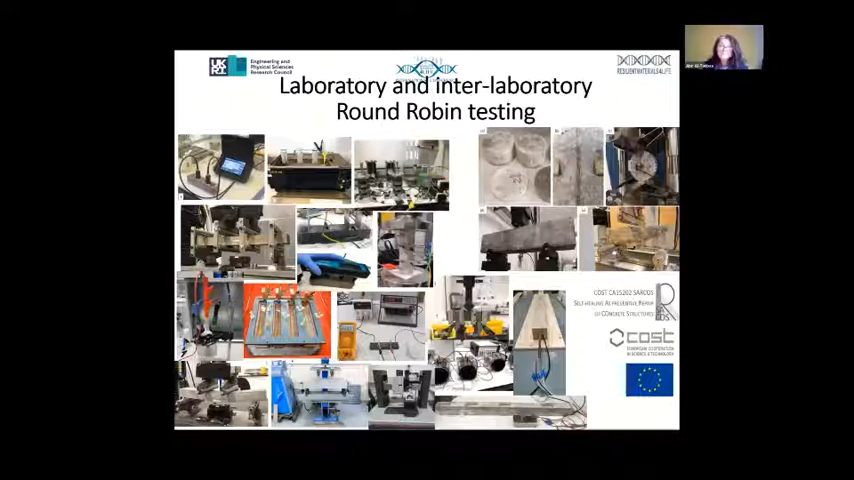 UKRI
Engineering and
Physical Sciences
Research Council
RESILIENTMATERIALS4LIFE
Laboratory and inter-laboratory
Round Robin testing
COST CA15202 SARCOS
SELF-HEALING AS PREVENTIVE REPAIR
OF CONCRETE STRUCTURES
cost
EUROPEAN COOPERATION
IN SCIENCE & TECHNOLOGY